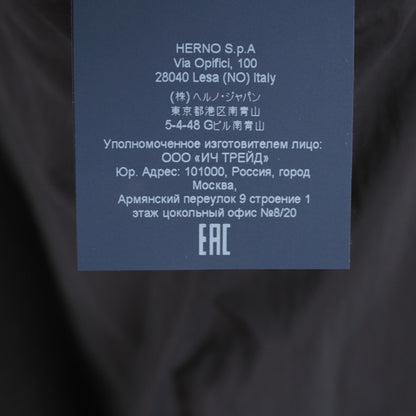 HERNO S.p.A
Via Opifici, 100
28040 Lesa (NO) Italy
(株)ヘルノ・ジャパン
東京都港区南青山
5-4-48 Gビル南青山
Уполномоченное изготовителем лицо:
ООО «ИЧ ТРЕЙД»
Юр. Адрес: 101000, Россия, город
Москва,
Армянский переулок 9 строение 1
этаж цокольный офис №8/20
EAC